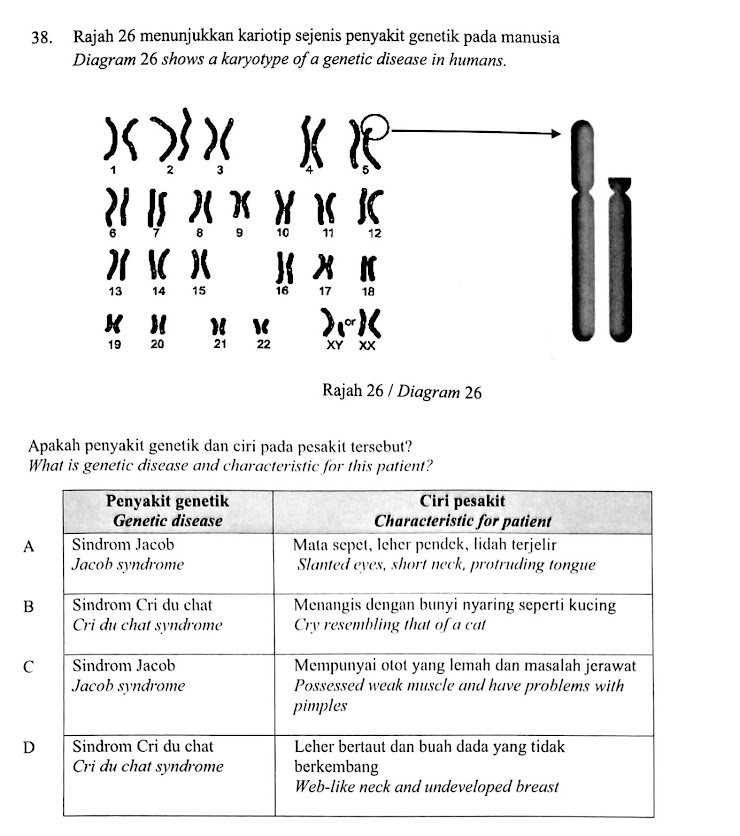 38. Rajah 26 menunjukkan kariotip sejenis penyakit genetik pada manusia
Diagram 26 shows a karyotype of a genetic disease in humans.
1 2 3 4 5
6 7 8 9 10 11 12
13 14 15 16 17 18
or
19 20 21 22 XY XX
Rajah 26 / Diagram 26
Apakah penyakit genetik dan ciri pada pesakit tersebut?
What is genetic disease and characteristic for this patient?
Penyakit genetik
Genetic disease
Ciri pesakit
Characteristic for patient
A
Sindrom Jacob
Jacob syndrome
Mata sepet, leher pendek, lidah terjelir
Slanted eyes, short neck, protruding tongue
B
Sindrom Cri du chat
Cri du chat syndrome
Menangis dengan bunyi nyaring seperti kucing
Cry resembling that of a cat
C
Sindrom Jacob
Jacob syndrome
Mempunyai otot yang lemah dan masalah jerawat
Possessed weak muscle and have problems with
pimples
D
Sindrom Cri du chat
Cri du chat syndrome
Leher bertaut dan buah dada yang tidak
berkembang
Web-like neck and undeveloped breast